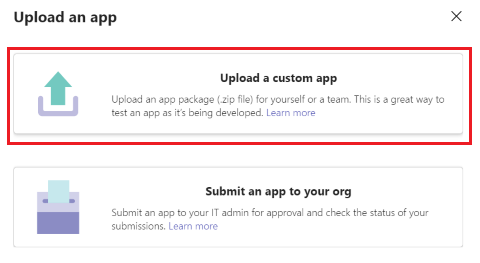 Upload an app
Upload a custom app
Upload an app package (.zip file) for yourself or a team. This is a great way to
test an app as it's being developed. Learn more
Submit an app to your org
Submit an app to your IT admin for approval and check the status of your
submissions. Learn more